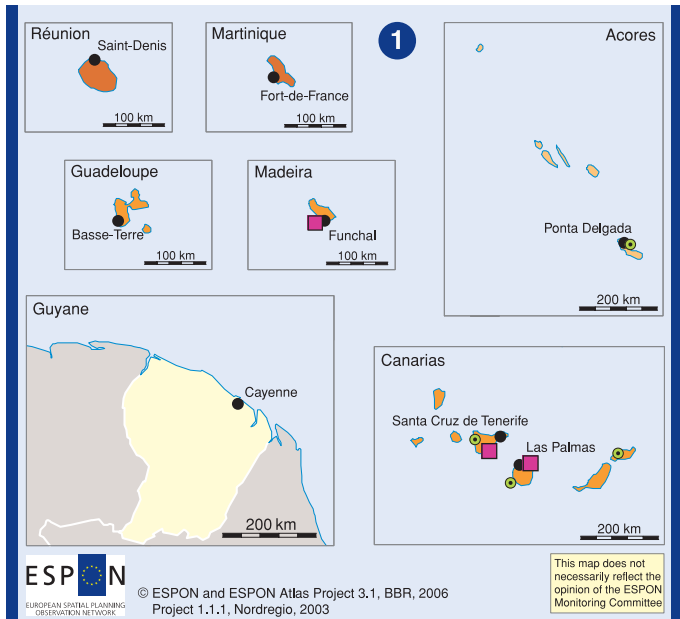 Réunion
Saint-Denis
100 km
Martinique
Fort-de-France
100 km
1
Acores
Ponta Delgada
200 km
Guadeloupe
Basse-Terre
100 km
Madeira
Funchal
100 km
Guyane
Cayenne
200 km
Canarias
Santa Cruz de Tenerife
Las Palmas
200 km
ESPON
EUROPEAN SPATIAL PLANNING
OBSERVATION NETWORK
© ESPON and ESPON Atlas Project 3.1, BBR, 2006
Project 1.1.1, Nordregio, 2003
This map does not
necessarily reflect the
opinion of the ESPON
Monitoring Committee